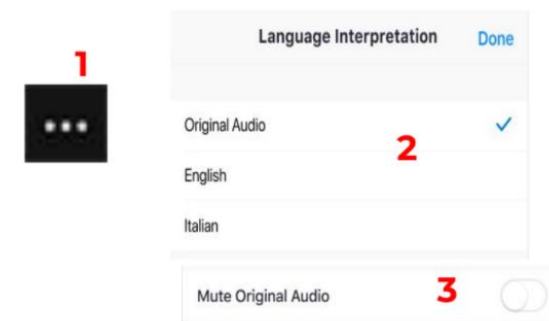 1
Language Interpretation Done
Original Audio
2
English
Italian
Mute Original Audio
3